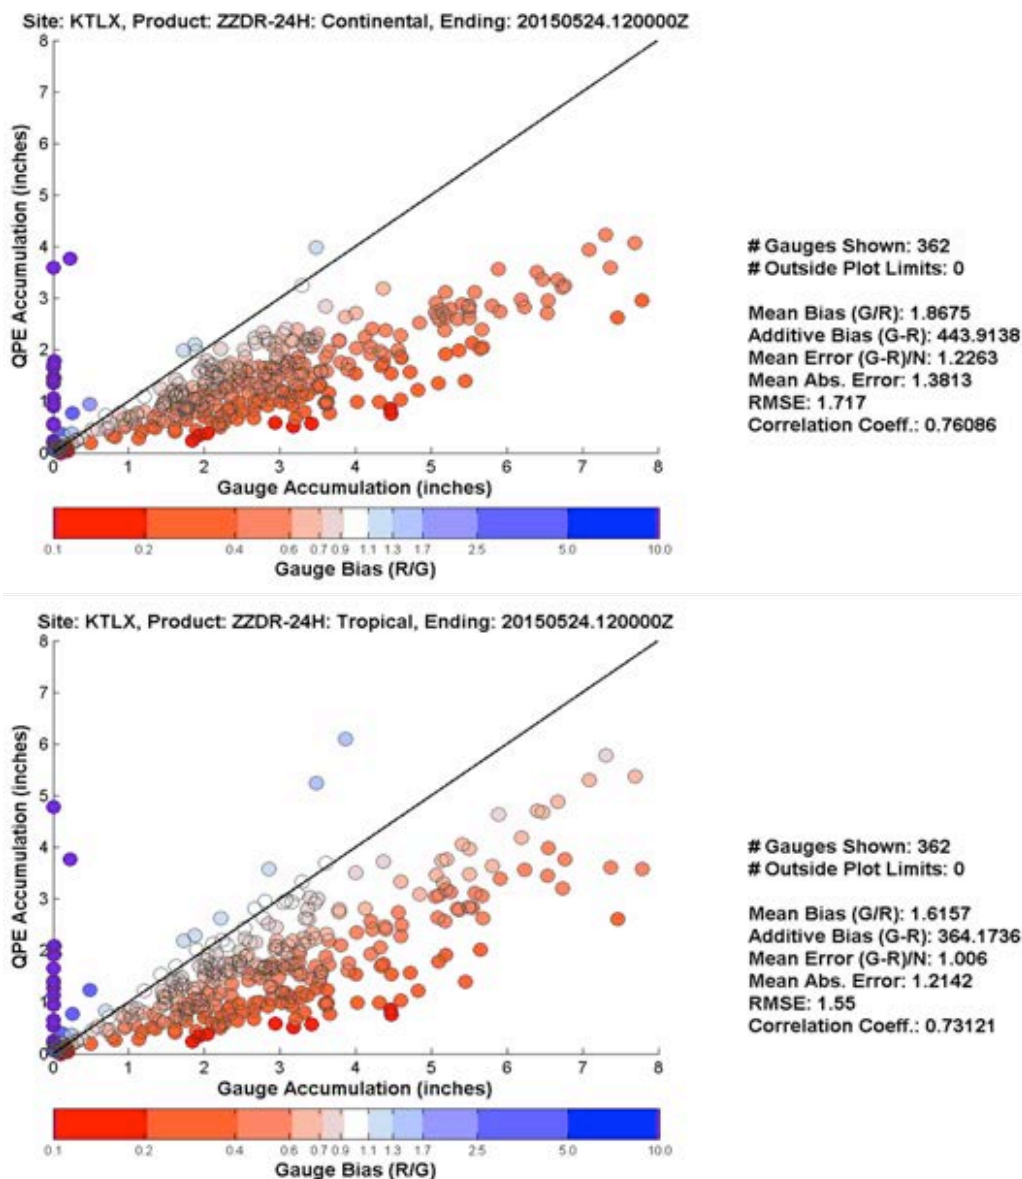 Site: KTLX, Product: ZZDR-24H: Continental, Ending: 20150524.120000Z
8
7
6
5
4
3
2
1
0
QPE Accumulation (inches)
0 1 2 3 4 5 6 7 8
Gauge Accumulation (inches)
0.1 0.2 0.4 0.6 0.7 0.9 1.1 1.3 1.7 2.5 5.0 10.0
Gauge Bias (R/G)
# Gauges Shown: 362
# Outside Plot Limits: 0
Mean Bias (G/R): 1.8675
Additive Bias (G-R): 443.9138
Mean Error (G-R)/N: 1.2263
Mean Abs. Error: 1.3813
RMSE: 1.717
Correlation Coeff.: 0.76086
Site: KTLX, Product: ZZDR-24H: Tropical, Ending: 20150524.120000Z
8
7
6
5
4
3
2
1
0
QPE Accumulation (inches)
0 1 2 3 4 5 6 7 8
Gauge Accumulation (inches)
0.1 0.2 0.4 0.6 0.7 0.9 1.1 1.3 1.7 2.5 5.0 10.0
Gauge Bias (R/G)
# Gauges Shown: 362
# Outside Plot Limits: 0
Mean Bias (G/R): 1.6157
Additive Bias (G-R): 364.1736
Mean Error (G-R)/N: 1.006
Mean Abs. Error: 1.2142
RMSE: 1.55
Correlation Coeff.: 0.73121